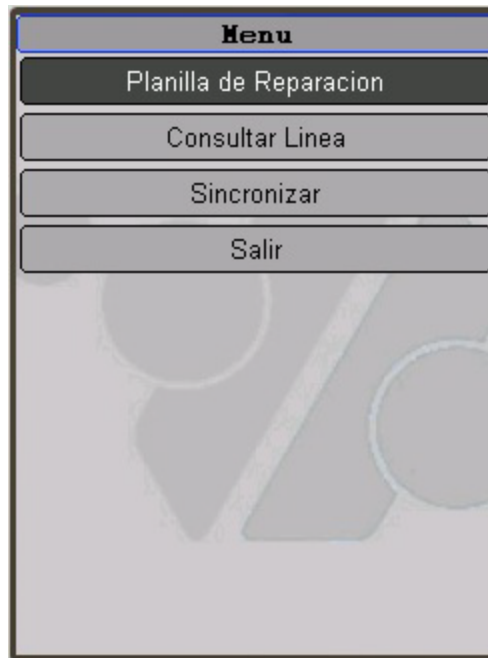 Menu
Planilla de Reparacion
Consultar Linea
Sincronizar
Salir